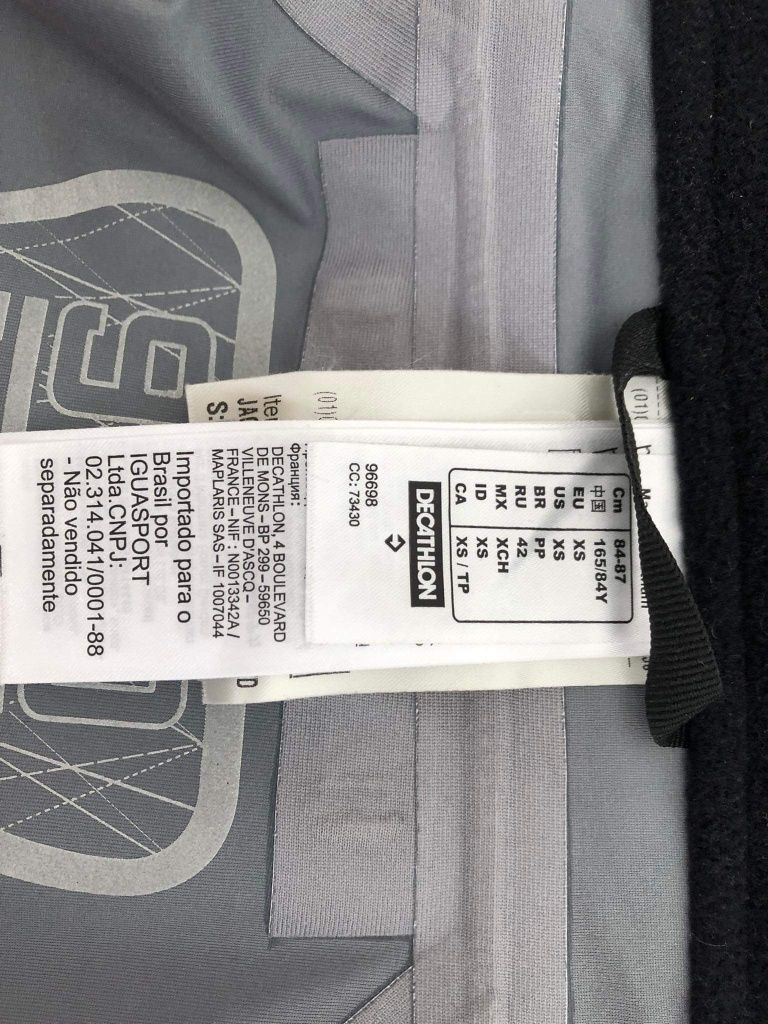 Cm 84-87
中国 165/84Y
EU XS
US XS
BR PP
RU 42
MX XCH
ID XS
CA XS / TP
DECATHLON
96698
CC: 73430
Франция:
DECATHLON, 4 BOULEVARD
DE MONS-BP 299-59650
VILLENEUVE D'ASCQ-
FRANCE-NIF : N0013342A /
MAPLARIS SAS-IF 1007044
Importado para o
Brasil por
IGUASPORT
Ltda,CNPJ:
02.314.041/0001-88
- Não vendido
separadamente